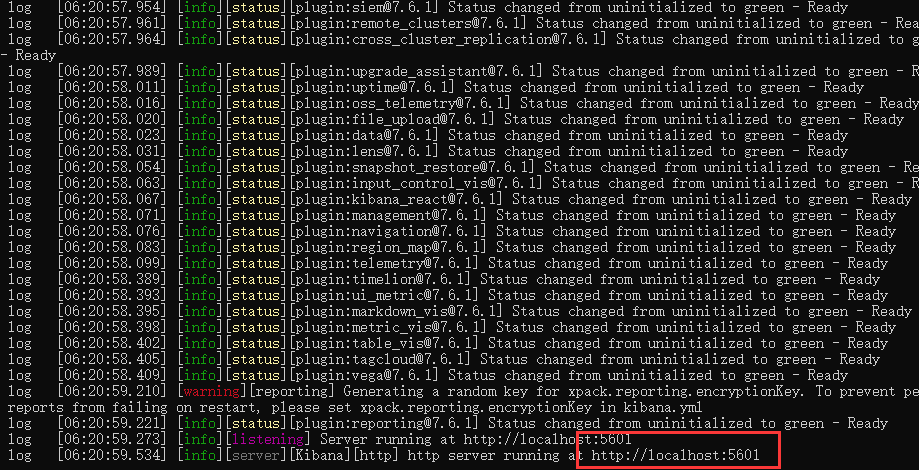 log [06:20:57.954] [info][status][plugin:siem@7.6.1] Status changed from uninitialized to green - Ready
log [06:20:57.961] [info][status][plugin:remote_clusters@7.6.1] Status changed from uninitialized to green - Ready
log [06:20:57.964] [info][status][plugin:cross_cluster_replication@7.6.1] Status changed from uninitialized to g
- Ready
log [06:20:57.989] [info][status][plugin:upgrade_assistant@7.6.1] Status changed from uninitialized to green - Ready
log [06:20:58.011] [info][status][plugin:uptime@7.6.1] Status changed from uninitialized to green - Ready
log [06:20:58.016] [info][status][plugin:oss_telemetry@7.6.1] Status changed from uninitialized to green - Ready
log [06:20:58.020] [info][status][plugin:file_upload@7.6.1] Status changed from uninitialized to green - Ready
log [06:20:58.023] [info][status][plugin:data@7.6.1] Status changed from uninitialized to green - Ready
log [06:20:58.031] [info][status][plugin:lens@7.6.1] Status changed from uninitialized to green - Ready
log [06:20:58.054] [info][status][plugin:snapshot_restore@7.6.1] Status changed from uninitialized to green - Ready
log [06:20:58.063] [info][status][plugin:input_control_vis@7.6.1] Status changed from uninitialized to green - R
log [06:20:58.067] [info][status][plugin:kibana_react@7.6.1] Status changed from uninitialized to green - Ready
log [06:20:58.071] [info][status][plugin:management@7.6.1] Status changed from uninitialized to green - Ready
log [06:20:58.076] [info][status][plugin:navigation@7.6.1] Status changed from uninitialized to green - Ready
log [06:20:58.083] [info][status][plugin:region_map@7.6.1] Status changed from uninitialized to green - Ready
log [06:20:58.099] [info][status][plugin:telemetry@7.6.1] Status changed from uninitialized to green - Ready
log [06:20:58.389] [info][status][plugin:timelion@7.6.1] Status changed from uninitialized to green - Ready
log [06:20:58.393] [info][status][plugin:ui_metric@7.6.1] Status changed from uninitialized to green - Ready
log [06:20:58.395] [info][status][plugin:markdown_vis@7.6.1] Status changed from uninitialized to green - Ready
log [06:20:58.398] [info][status][plugin:metric_vis@7.6.1] Status changed from uninitialized to green - Ready
log [06:20:58.402] [info][status][plugin:table_vis@7.6.1] Status changed from uninitialized to green - Ready
log [06:20:58.405] [info][status][plugin:tagcloud@7.6.1] Status changed from uninitialized to green - Ready
log [06:20:58.409] [info][status][plugin:vega@7.6.1] Status changed from uninitialized to green - Ready
log [06:20:59.210] [warning][reporting] Generating a random key for xpack.reporting.encryptionKey. To prevent pe
reports from failing on restart, please set xpack.reporting.encryptionKey in kibana.yml
log [06:20:59.221] [info][status][plugin:reporting@7.6.1] Status changed from uninitialized to green - Ready
log [06:20:59.273] [info][listening] Server running at http://localhost:5601
log [06:20:59.534] [info][server][Kibana][http] http server running at http://localhost:5601